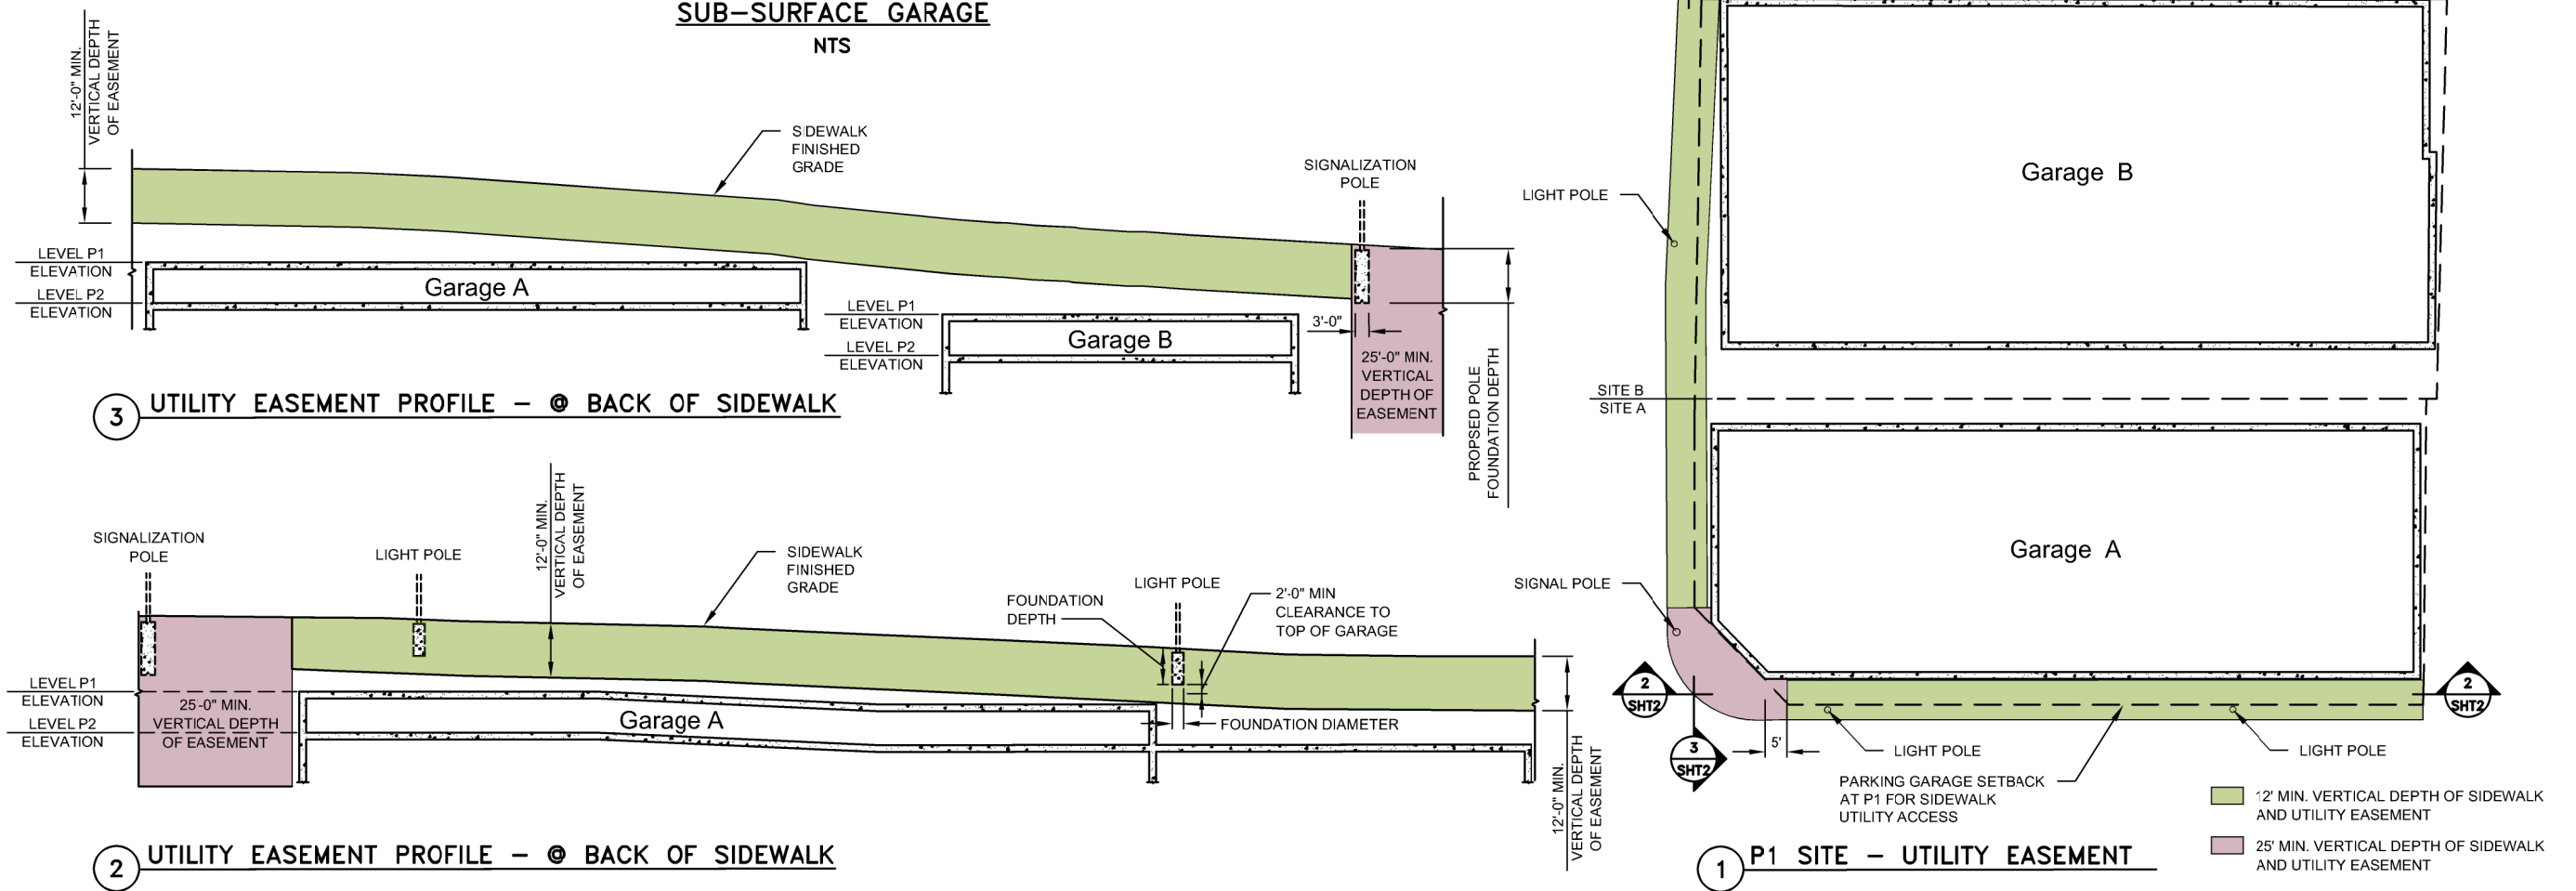 SUB-SURFACE GARAGE
NTS
12'-0" MIN.
VERTICAL DEPTH
OF EASEMENT
SIDEWALK
FINISHED
GRADE
SIGNALIZATION
POLE
LEVEL P1
ELEVATION
LEVEL P2
ELEVATION
Garage A
LEVEL P1
ELEVATION
LEVEL P2
ELEVATION
Garage B
3'-0"
25'-0" MIN.
VERTICAL
DEPTH OF
EASEMENT
PROPSED POLE
FOUNDATION DEPTH
3 UTILITY EASEMENT PROFILE - @ BACK OF SIDEWALK
SIGNALIZATION
POLE
LIGHT POLE
12'-0" MIN.
VERTICAL DEPTH
OF EASEMENT
SIDEWALK
FINISHED
GRADE
FOUNDATION
DEPTH
LIGHT POLE
2'-0" MIN
CLEARANCE TO
TOP OF GARAGE
LEVEL P1
ELEVATION
LEVEL P2
ELEVATION
25'-0" MIN.
VERTICAL DEPTH
OF EASEMENT
Garage A
FOUNDATION DIAMETER
12'-0" MIN.
VERTICAL DEPTH
OF EASEMENT
2 UTILITY EASEMENT PROFILE - @ BACK OF SIDEWALK
Garage B
LIGHT POLE
SITE B
SITE A
Garage A
SIGNAL POLE
2
SHT2
2
SHT2
3
SHT2
5'
LIGHT POLE
LIGHT POLE
PARKING GARAGE SETBACK
AT P1 FOR SIDEWALK
UTILITY ACCESS
12' MIN. VERTICAL DEPTH OF SIDEWALK
AND UTILITY EASEMENT
25' MIN. VERTICAL DEPTH OF SIDEWALK
AND UTILITY EASEMENT
1 P1 SITE - UTILITY EASEMENT